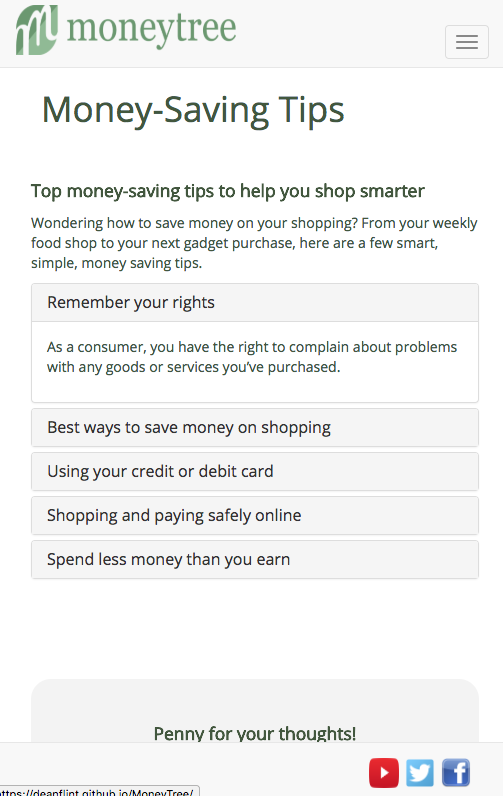 moneytree
Money-Saving Tips
Top money-saving tips to help you shop smarter
Wondering how to save money on your shopping? From your weekly
food shop to your next gadget purchase, here are a few smart,
simple, money saving tips.
Remember your rights
As a consumer, you have the right to complain about problems
with any goods or services you’ve purchased.
Best ways to save money on shopping
Using your credit or debit card
Shopping and paying safely online
Spend less money than you earn
Penny for your thoughts!
https://deanflint.github.io/MoneyTree/